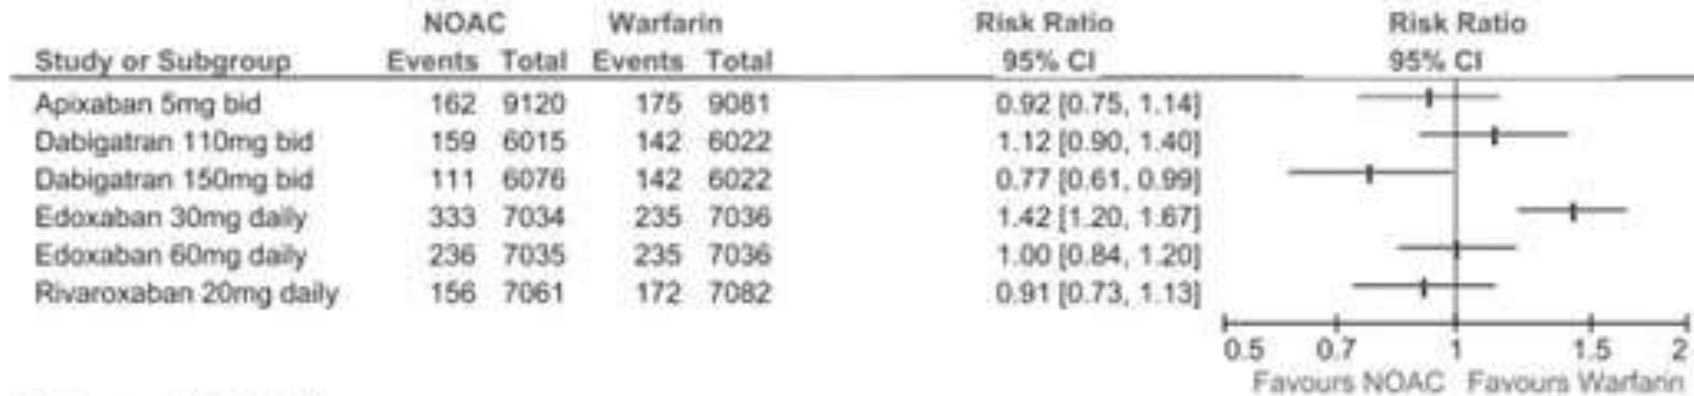 NOAC Warfarin Risk Ratio Risk Ratio
Study or Subgroup Events Total Events Total 95% CI 95% CI
Apixaban 5mg bid 162 9120 175 9081 0.92 [0.75, 1.14]
Dabigatran 110mg bid 159 6015 142 6022 1.12 [0.90, 1.40]
Dabigatran 150mg bid 111 6076 142 6022 0.77 [0.61, 0.99]
Edoxaban 30mg daily 333 7034 235 7036 1.42 [1.20, 1.67]
Edoxaban 60mg daily 236 7035 235 7036 1.00 [0.84, 1.20]
Rivaroxaban 20mg daily 156 7061 172 7082 0.91 [0.73, 1.13]
0.5 0.7 1 1.5 2
Favours NOAC Favours Warfarin